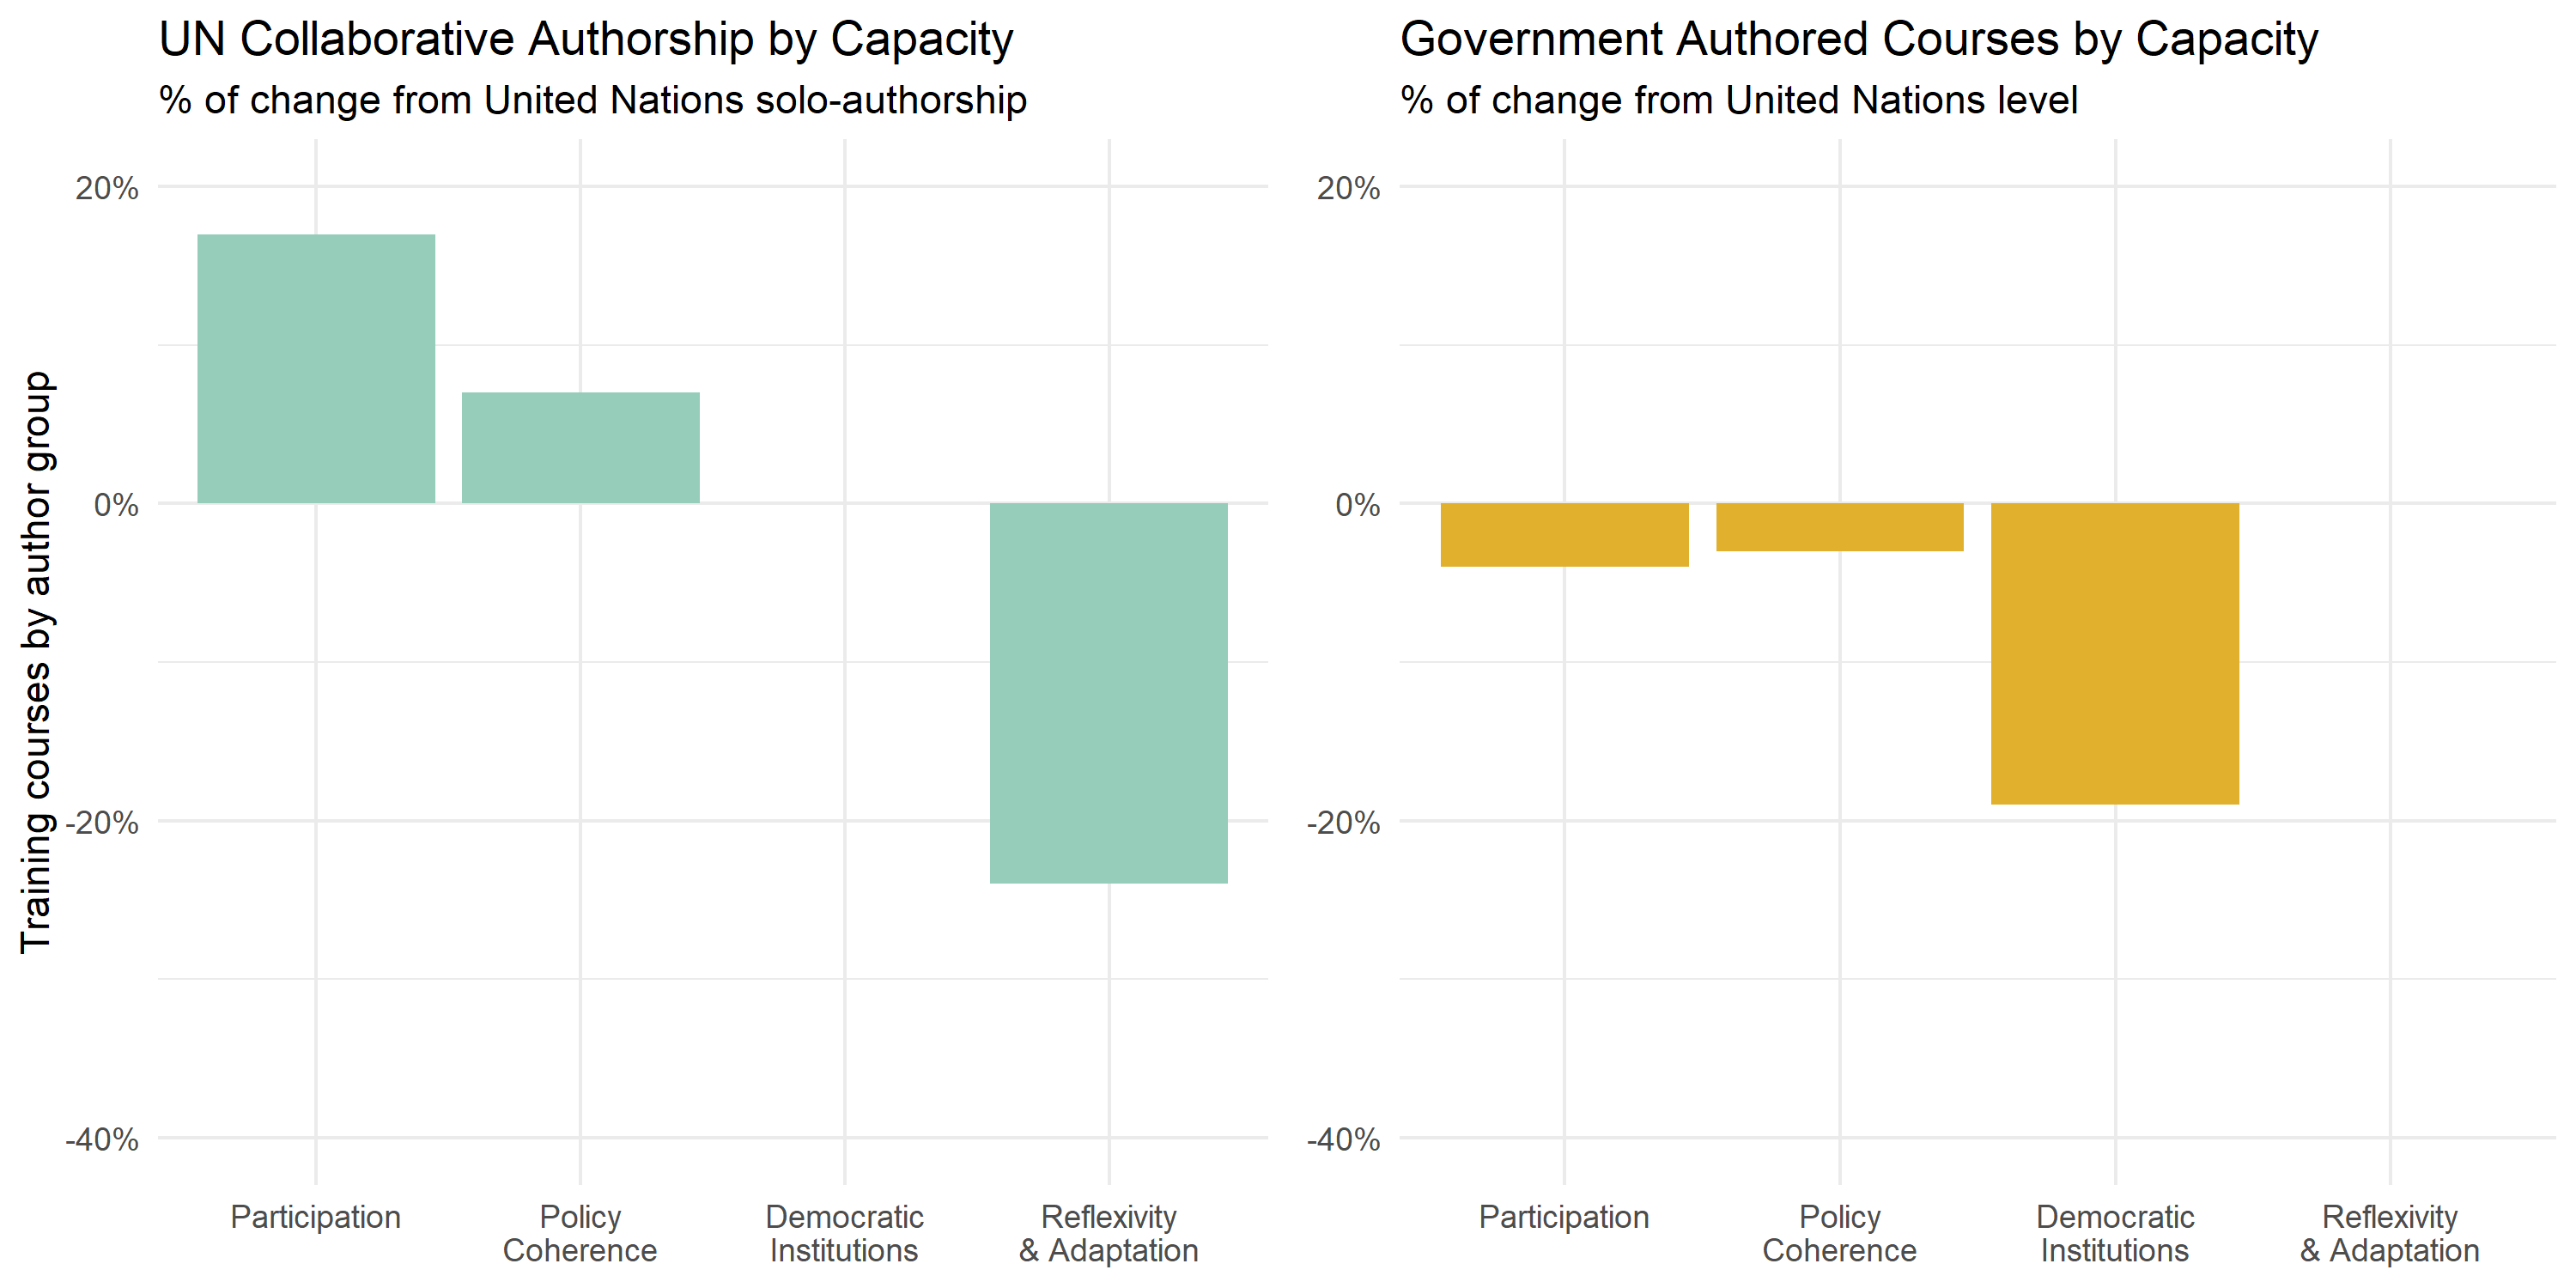 UN Collaborative Authorship by Capacity
% of change from United Nations solo-authorship
Training courses by author group
20%
0%
-20%
-40%
Participation
Policy
Coherence
Democratic
Institutions
Reflexivity
& Adaptation
Government Authored Courses by Capacity
% of change from United Nations level
20%
0%
-20%
-40%
Participation
Policy
Coherence
Democratic
Institutions
Reflexivity
& Adaptation